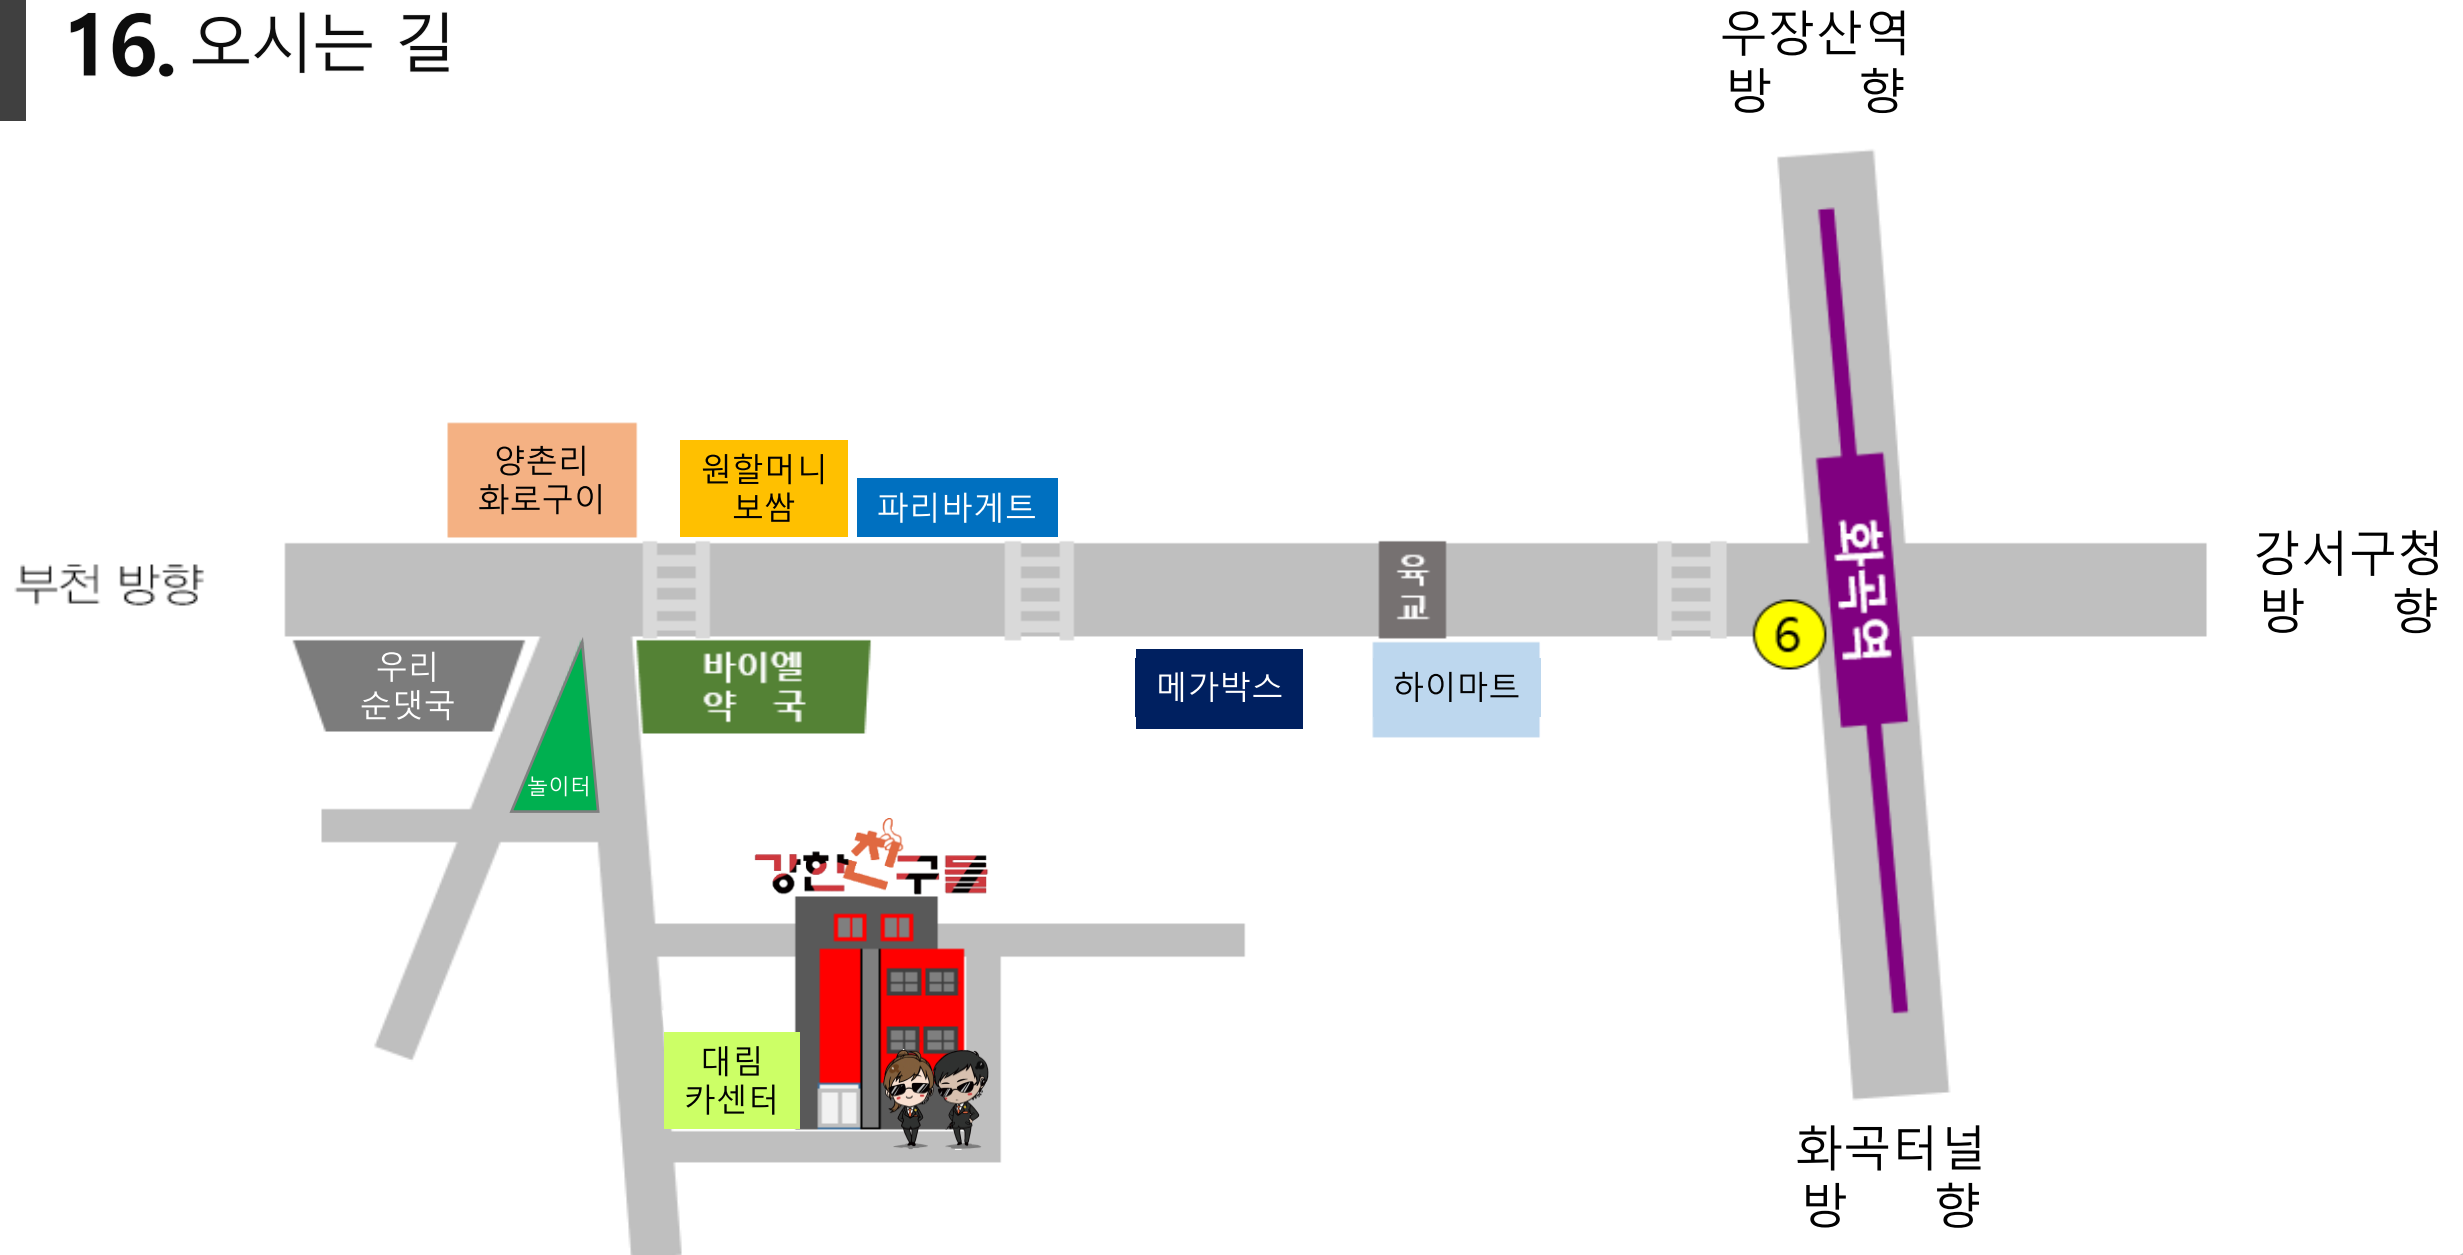 16. 오시는 길
우장산역
방 향
양촌리
화로구이
원할머니
보쌈
파리바게트
부천 방향
육
교
화곡역
6
강서구청
방 향
우리
순댓국
바이엘
약 국
메가박스
하이마트
놀이터
강한친구들
대림
카센터
화곡터널
방 향